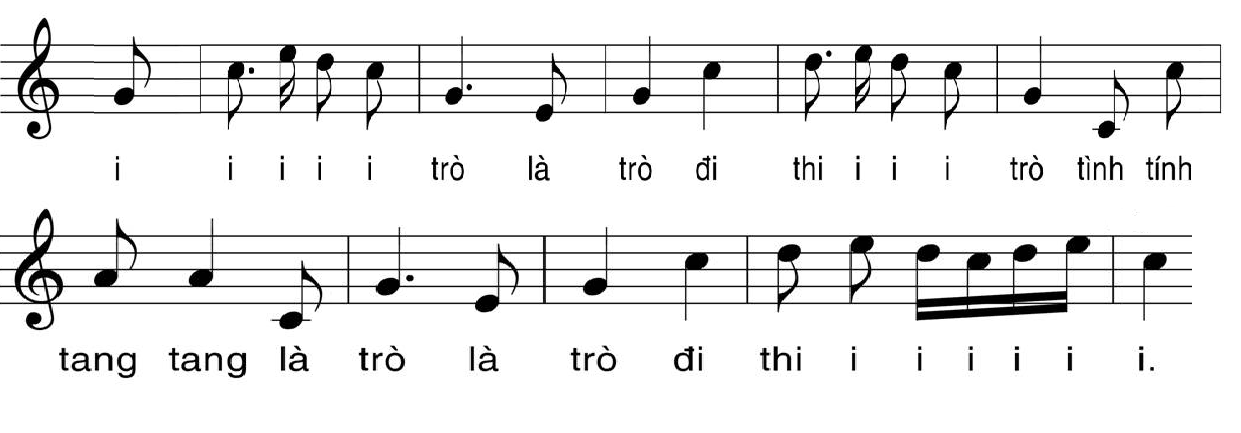 i i i i i trò là trò đi thi i i i trò tình tính
tang tang là trò là trò đi thi i i i i i i.